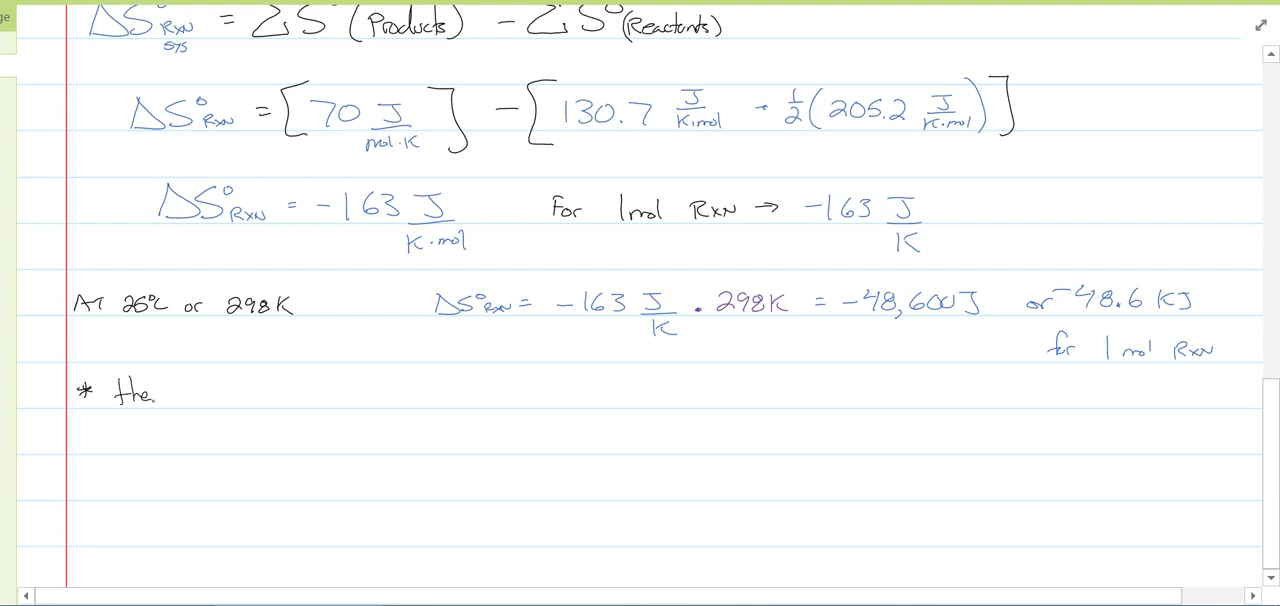 ge
ΔS°RXN SYS = ΣS°(Products) - ΣS°(Reactants)
ΔS°RXN = [70 J/mol·K] - [130.7 J/K·mol · 1/2(205.2 J/K·mol)]
ΔS°RXN = -163 J/K·mol For 1mol RXN → -163 J/K
AT 25°C or 298K ΔS°RXN = -163 J/K · 298K = -48,600J or -48.6 KJ
for 1 mol RXN
* the